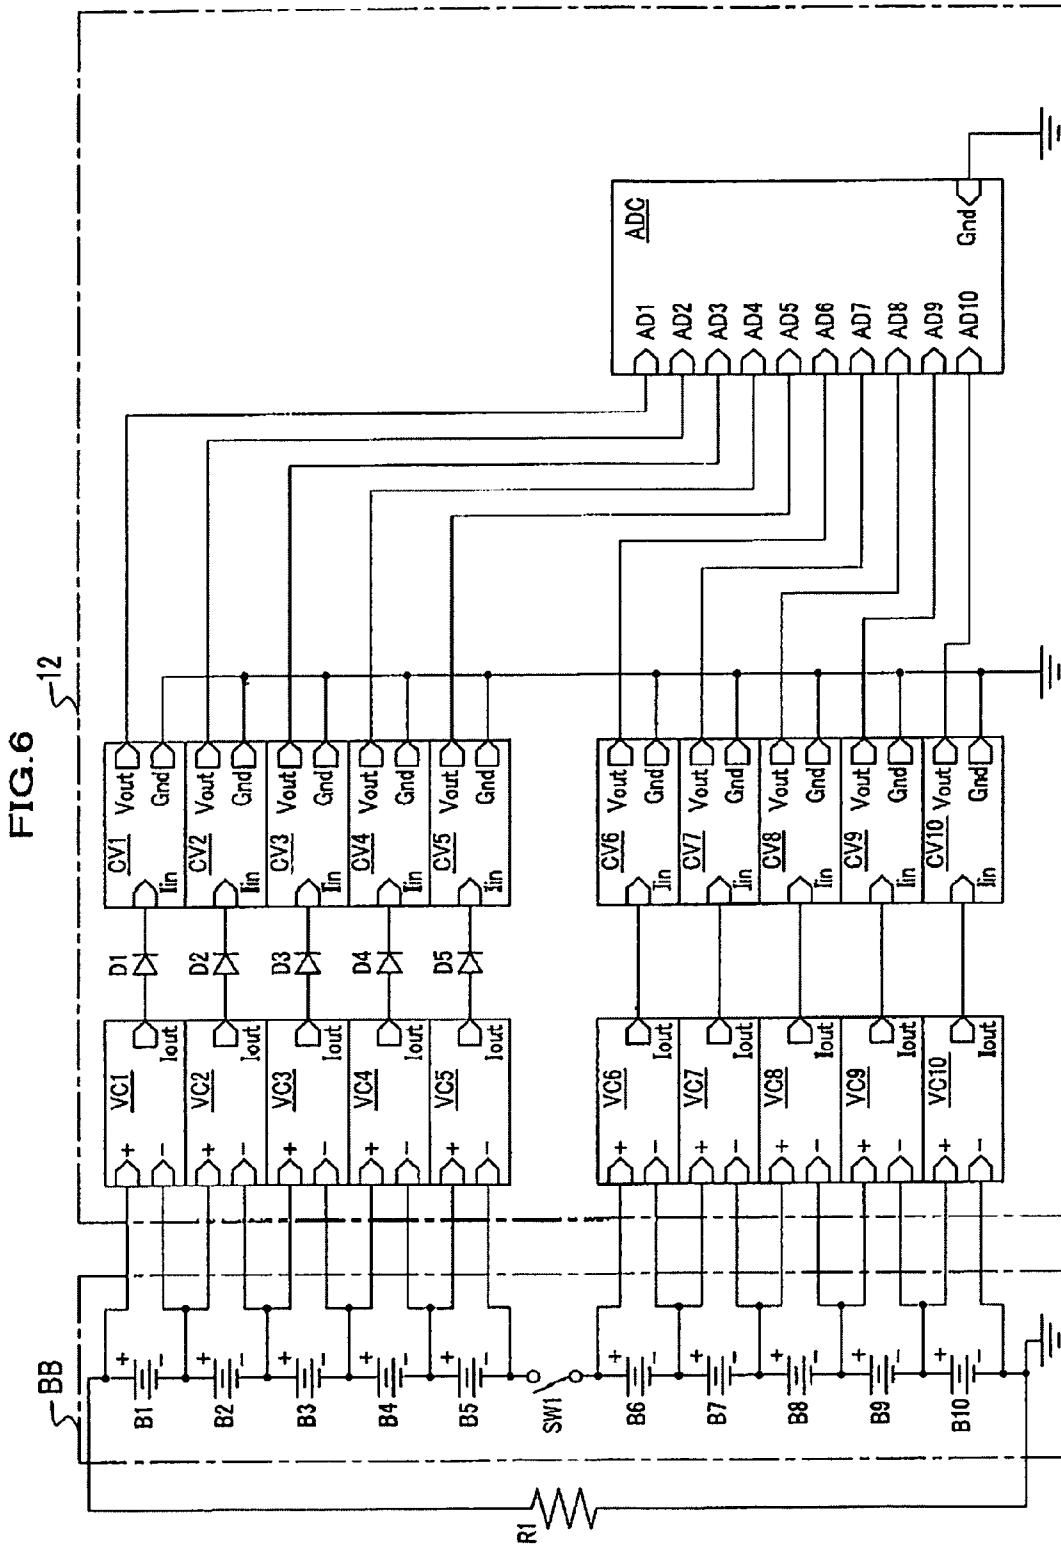 FIG.6
12
BB
R1
B1
+
-
B2
+
-
B3
+
-
B4
+
-
B5
+
-
SW1
B6
+
-
B7
+
-
B8
+
-
B9
+
-
B10
+
-
VC1
+
-
Iout
VC2
+
-
Iout
VC3
+
-
Iout
VC4
+
-
Iout
VC5
+
-
Iout
VC6
+
-
Iout
VC7
+
-
Iout
VC8
+
-
Iout
VC9
+
-
Iout
VC10
+
-
Iout
D1
D2
D3
D4
D5
CV1
Iin
Vout
Gnd
CV2
Iin
Vout
Gnd
CV3
Iin
Vout
Gnd
CV4
Iin
Vout
Gnd
CV5
Iin
Vout
Gnd
CV6
Iin
Vout
Gnd
CV7
Iin
Vout
Gnd
CV8
Iin
Vout
Gnd
CV9
Iin
Vout
Gnd
CV10
Iin
Vout
Gnd
ADC
AD1
AD2
AD3
AD4
AD5
AD6
AD7
AD8
AD9
AD10
Gnd